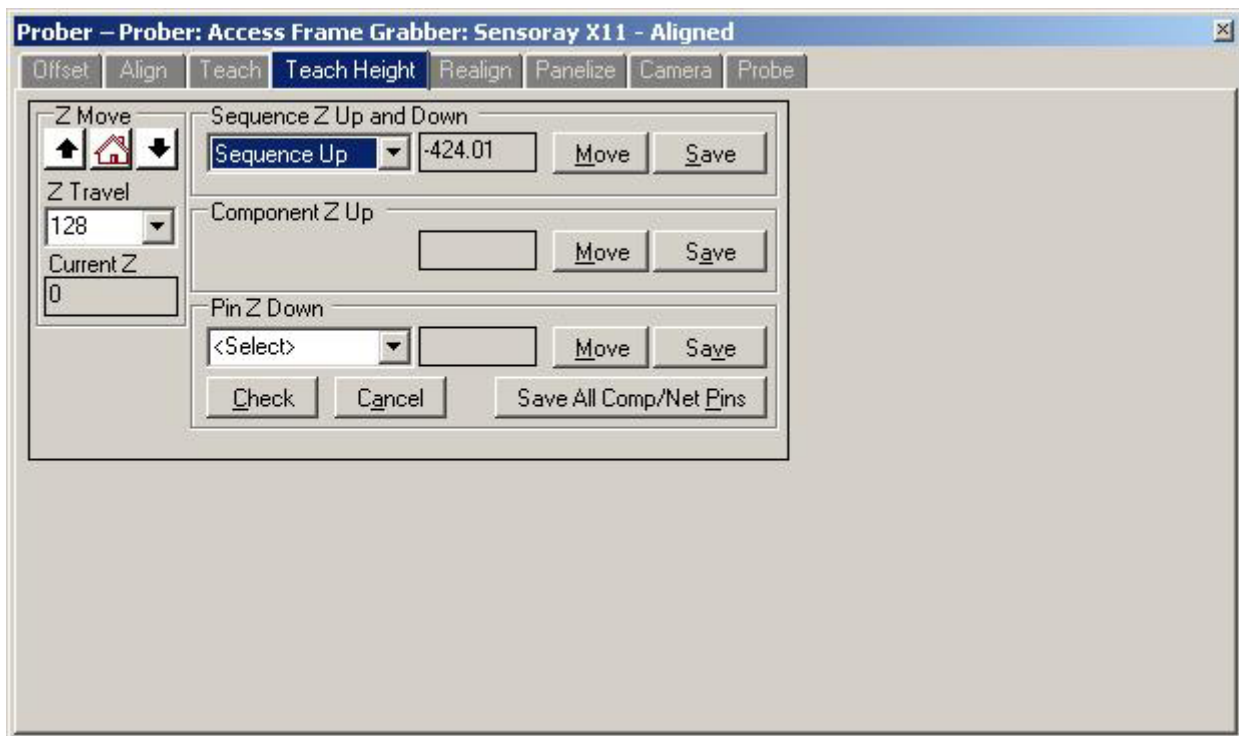 Prober – Prober: Access Frame Grabber: Sensoray X11 - Aligned
Offset Align Teach Teach Height Realign Panelize Camera Probe
Z Move
Z Travel
128
Current Z
0
Sequence Z Up and Down
Sequence Up -424.01 Move Save
Component Z Up
Move Save
Pin Z Down
<Select> Move Save
Check Cancel Save All Comp/Net Pins